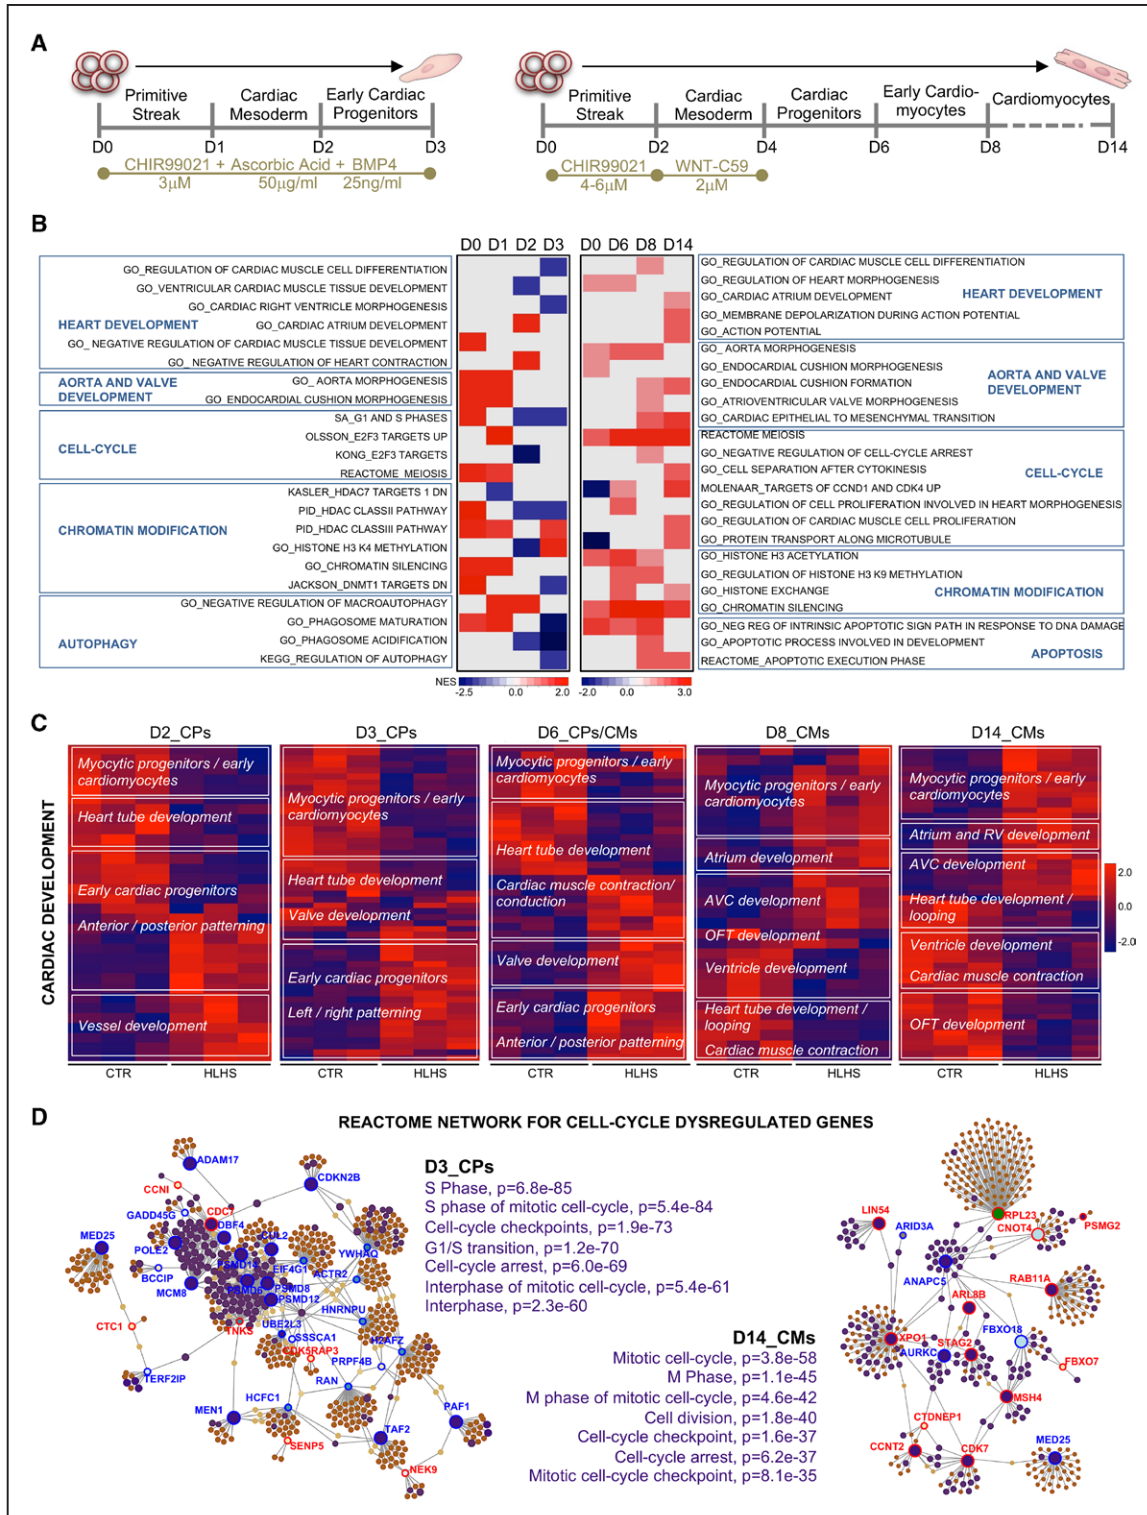 A
Primitive Streak
Cardiac Mesoderm
Early Cardiac Progenitors
D0 D1 D2 D3
CHIR99021 + Ascorbic Acid + BMP4
3µM 50µg/ml 25ng/ml
Primitive Streak
Cardiac Mesoderm
Cardiac Progenitors
Early Cardio-myocytes
Cardiomyocytes
D0 D2 D4 D6 D8 D14
CHIR99021 WNT-C59
4-6µM 2µM
B
D0 D1 D2 D3
GO_REGULATION OF CARDIAC MUSCLE CELL DIFFERENTIATION
GO_VENTRICULAR CARDIAC MUSCLE TISSUE DEVELOPMENT
GO_CARDIAC RIGHT VENTRICLE MORPHOGENESIS
HEART DEVELOPMENT
GO_CARDIAC ATRIUM DEVELOPMENT
GO_ NEGATIVE REGULATION OF CARDIAC MUSCLE TISSUE DEVELOPMENT
GO_ NEGATIVE REGULATION OF HEART CONTRACTION
AORTA AND VALVE DEVELOPMENT
GO_ AORTA MORPHOGENESIS
GO_ENDOCARDIAL CUSHION MORPHOGENESIS
SA_G1 AND S PHASES
OLSSON_E2F3 TARGETS UP
CELL-CYCLE
KONG_E2F3 TARGETS
REACTOME_MEIOSIS
KASLER_HDAC7 TARGETS 1 DN
PID_HDAC CLASSII PATHWAY
CHROMATIN MODIFICATION
PID_HDAC CLASSIII PATHWAY
GO_HISTONE H3 K4 METHYLATION
GO_CHROMATIN SILENCING
JACKSON_DNMT1 TARGETS DN
GO_NEGATIVE REGULATION OF MACROAUTOPHAGY
GO_PHAGOSOME MATURATION
AUTOPHAGY
GO_PHAGOSOME ACIDIFICATION
KEGG_REGULATION OF AUTOPHAGY
NES -2.5 0.0 2.0
D0 D6 D8 D14
GO_REGULATION OF CARDIAC MUSCLE CELL DIFFERENTIATION
GO_REGULATION OF HEART MORPHOGENESIS
GO_CARDIAC ATRIUM DEVELOPMENT
HEART DEVELOPMENT
GO_MEMBRANE DEPOLARIZATION DURING ACTION POTENTIAL
GO_ACTION POTENTIAL
GO_ AORTA MORPHOGENESIS
GO_ENDOCARDIAL CUSHION MORPHOGENESIS
AORTA AND VALVE DEVELOPMENT
GO_ENDOCARDIAL CUSHION FORMATION
GO_ATRIOVENTRICULAR VALVE MORPHOGENESIS
GO_CARDIAC EPITHELIAL TO MESENCHYMAL TRANSITION
REACTOME MEIOSIS
GO_NEGATIVE REGULATION OF CELL-CYCLE ARREST
GO_CELL SEPARATION AFTER CYTOKINESIS
CELL-CYCLE
MOLENAAR_TARGETS OF CCND1 AND CDK4 UP
GO_REGULATION OF CELL PROLIFERATION INVOLVED IN HEART MORPHOGENESIS
GO_REGULATION OF CARDIAC MUSCLE CELL PROLIFERATION
GO_PROTEIN TRANSPORT ALONG MICROTUBULE
GO_HISTONE H3 ACETYLATION
GO_REGULATION OF HISTONE H3 K9 METHYLATION
GO_HISTONE EXCHANGE
CHROMATIN MODIFICATION
GO_CHROMATIN SILENCING
GO_NEG REG OF INTRINSIC APOPTOTIC SIGN PATH IN RESPONSE TO DNA DAMAGE
GO_APOPTOTIC PROCESS INVOLVED IN DEVELOPMENT
APOPTOSIS
REACTOME_APOPTOTIC EXECUTION PHASE
-2.0 0.0 3.0
C
CARDIAC DEVELOPMENT
D2_CPs
Myocytic progenitors / early cardiomyocytes
Heart tube development
Early cardiac progenitors
Anterior / posterior patterning
Vessel development
CTR HLHS
D3_CPs
Myocytic progenitors / early cardiomyocytes
Heart tube development
Valve development
Early cardiac progenitors
Left / right patterning
CTR HLHS
D6_CPs/CMs
Myocytic progenitors / early cardiomyocytes
Heart tube development
Cardiac muscle contraction/ conduction
Valve development
Early cardiac progenitors
Anterior / posterior patterning
CTR HLHS
D8_CMs
Myocytic progenitors / early cardiomyocytes
Atrium development
AVC development
OFT development
Ventricle development
Heart tube development / looping
Cardiac muscle contraction
CTR HLHS
D14_CMs
Myocytic progenitors / early cardiomyocytes
Atrium and RV development
AVC development
Heart tube development / looping
Ventricle development
Cardiac muscle contraction
OFT development
CTR HLHS
2.0
0.0
-2.0
D
REACTOME NETWORK FOR CELL-CYCLE DYSREGULATED GENES
ADAM17
CCNI
CDKN2B
GADD45G
CDC7
DBF4
MED25
POLE2
CUL2
YWHAQ
PSMD14
EIF4G1
BCCIP
ACTR2
MCM8
PSMD6
PSMD8
PSMD12
HNRNPU
CTC1
TNKS
UBE2L3
SSSCA1
H2AFZ
CDK5RAP3
PRPF4B
TERF2IP
RAN
HCFC1
MEN1
PAF1
TAF2
SENP5
NEK9
D3_CPs
S Phase, p=6.8e-85
S phase of mitotic cell-cycle, p=5.4e-84
Cell-cycle checkpoints, p=1.9e-73
G1/S transition, p=1.2e-70
Cell-cycle arrest, p=6.0e-69
Interphase of mitotic cell-cycle, p=5.4e-61
Interphase, p=2.3e-60
D14_CMs
Mitotic cell-cycle, p=3.8e-58
M Phase, p=1.1e-45
M phase of mitotic cell-cycle, p=4.6e-42
Cell division, p=1.8e-40
Cell-cycle checkpoint, p=1.6e-37
Cell-cycle arrest, p=6.2e-37
Mitotic cell-cycle checkpoint, p=8.1e-35
LIN54
RPL23
ARID3A
CNOT4
PSMG2
ANAPC5
RAB11A
ARL8B
XPO1
STAG2
FBXO18
AURKC
FBXO7
MSH4
CTDNEP1
CCNT2
CDK7
MED25